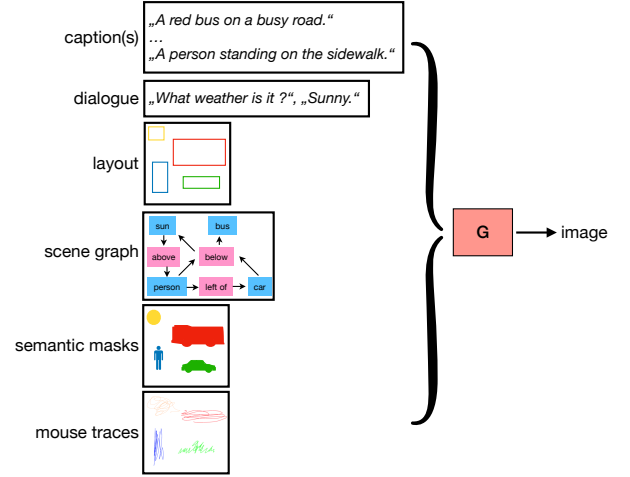 caption(s)
„A red bus on a busy road.“
...
„A person standing on the sidewalk.“
dialogue
„What weather is it ?“, „Sunny.“
layout
scene graph
sun
bus
above
below
person
left of
car
semantic masks
mouse traces
G
image